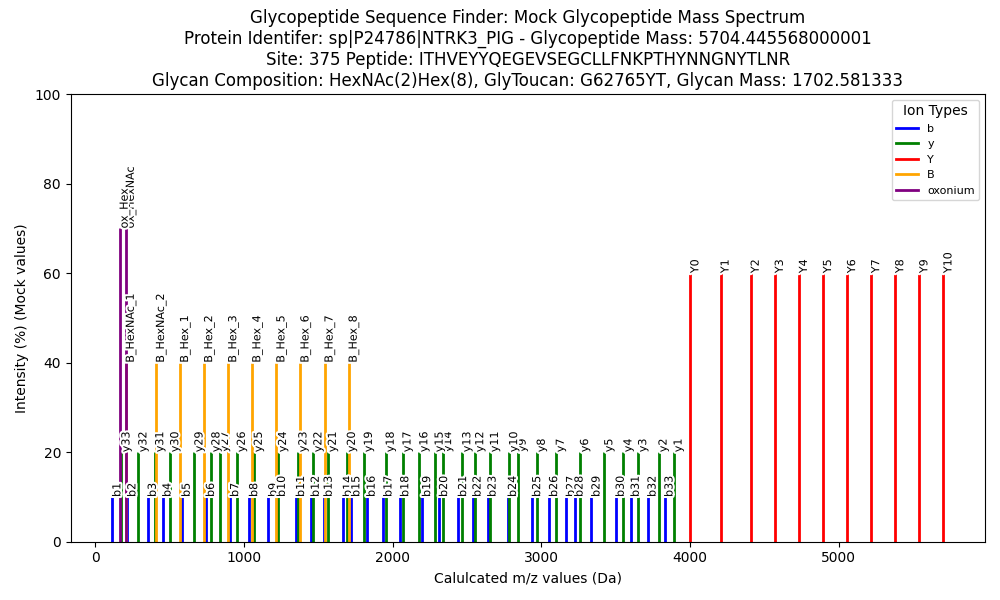 Glycopeptide Sequence Finder: Mock Glycopeptide Mass Spectrum
Protein Identifer: sp|P24786|NTRK3_PIG - Glycopeptide Mass: 5704.445568000001
Site: 375 Peptide: ITHVEYYQEGEVSEGCLLFNKPTHYNNGNYTLNR
Glycan Composition: HexNAc(2)Hex(8), GlyToucan: G62765YT, Glycan Mass: 1702.581333
Intensity (%) (Mock values)
100
80
60
40
20
0
Ion Types
b
y
Y
B
oxonium
ox_Hex
ox_HexNAc
Y0
Y1
Y2
Y3
Y4
Y5
Y6
Y7
Y8
Y9
Y10
B_HexNAc_1
B_HexNAc_2
B_Hex_1
B_Hex_2
B_Hex_3
B_Hex_4
B_Hex_5
B_Hex_6
B_Hex_7
B_Hex_8
y33
y32
y31
y30
y29
y28
y27
y26
y25
y24
y23
y22
y21
y20
y19
y18
y17
y16
y15
y14
y13
y12
y11
y10
y9
y8
y7
y6
y5
y4
y3
y2
y1
b1
b2
b3
b4
b5
b6
b7
b8
b9
b10
b11
b12
b13
b14
b15
b16
b17
b18
b19
b20
b21
b22
b23
b24
b25
b26
b27
b28
b29
b30
b31
b32
b33
0
1000
2000
3000
4000
5000
Calulcated m/z values (Da)